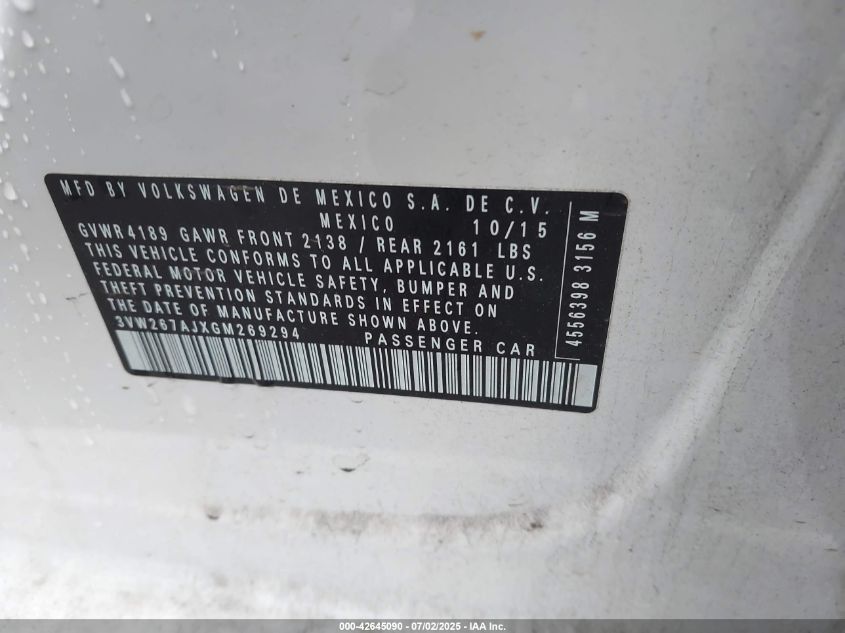 MFD BY VOLKSWAGEN DE MEXICO S.A. DE C.V.
MEXICO 10/15
GVWR4189 GAWR FRONT 2138 / REAR 2161 LBS
THIS VEHICLE CONFORMS TO ALL APPLICABLE U.S.
FEDERAL MOTOR VEHICLE SAFETY, BUMPER AND
THEFT PREVENTION STANDARDS IN EFFECT ON
THE DATE OF MANUFACTURE SHOWN ABOVE.
3VW267AJXGM269294 PASSENGER CAR
4556398 3156 M
000-42645090 - 07/02/2025 - IAA Inc.